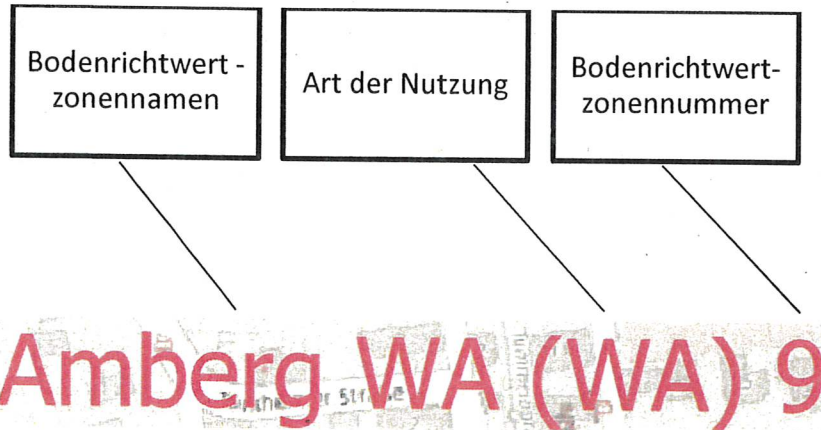 Bodenrichtwert -
zonennamen
Art der Nutzung
Bodenrichtwert-
zonennummer
Amberg WA (WA) 9